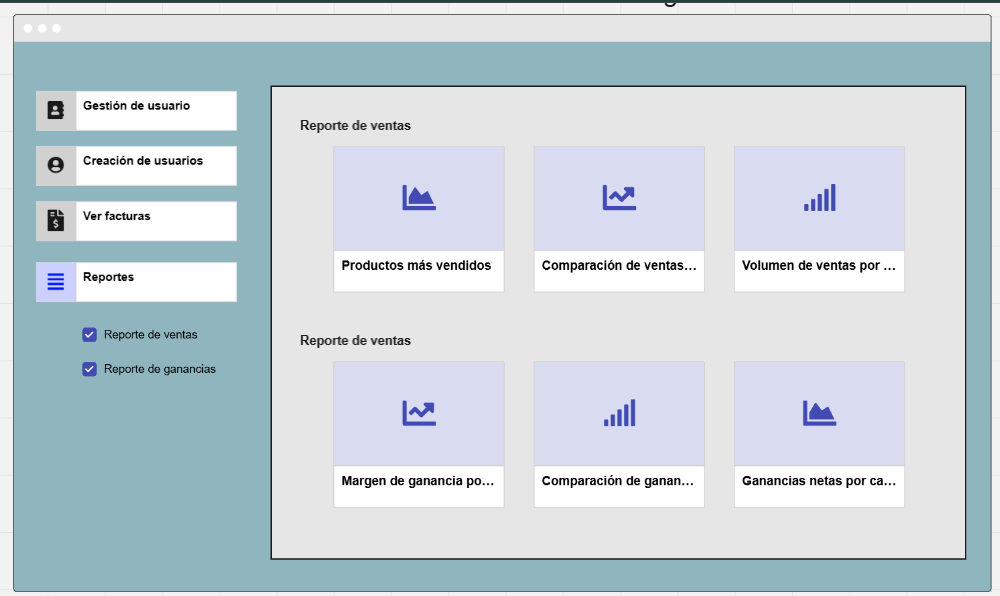 Gestión de usuario
Creación de usuarios
Ver facturas
Reportes
Reporte de ventas
Reporte de ganancias
Reporte de ventas
Productos más vendidos
Comparación de ventas...
Volumen de ventas por ...
Reporte de ventas
Margen de ganancia po...
Comparación de ganan...
Ganancias netas por ca...